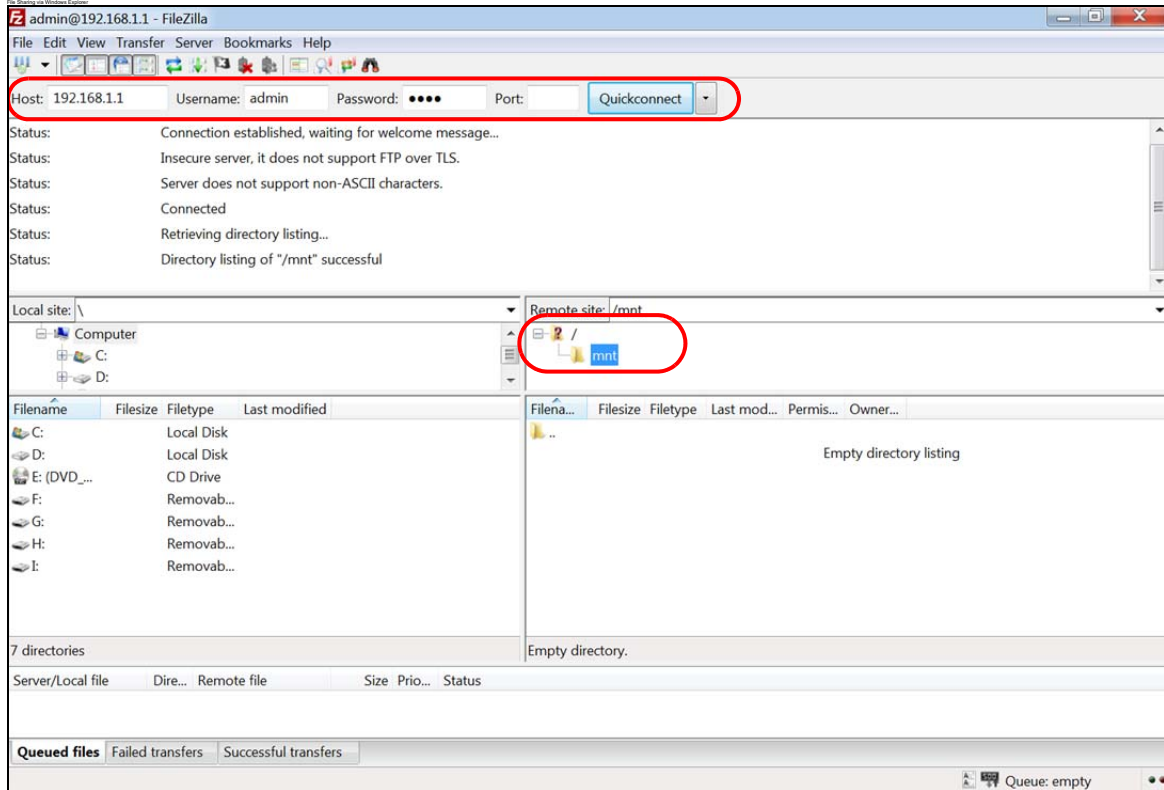 File Sharing via Windows Explorer
admin@192.168.1.1 - FileZilla
File Edit View Transfer Server Bookmarks Help
Host: 192.168.1.1 Username: admin Password: •••• Port: Quickconnect
Status: Connection established, waiting for welcome message...
Status: Insecure server, it does not support FTP over TLS.
Status: Server does not support non-ASCII characters.
Status: Connected
Status: Retrieving directory listing...
Status: Directory listing of "/mnt" successful
Local site: \
Computer
C:
D:
Remote site: /mnt
/
mnt
Filename Filesize Filetype Last modified
C: Local Disk
D: Local Disk
E: (DVD_... CD Drive
F: Removab...
G: Removab...
H: Removab...
I: Removab...
7 directories
Filena... Filesize Filetype Last mod... Permis... Owner...
..
Empty directory listing
Empty directory.
Server/Local file Dire... Remote file Size Prio... Status
Queued files Failed transfers Successful transfers
Queue: empty